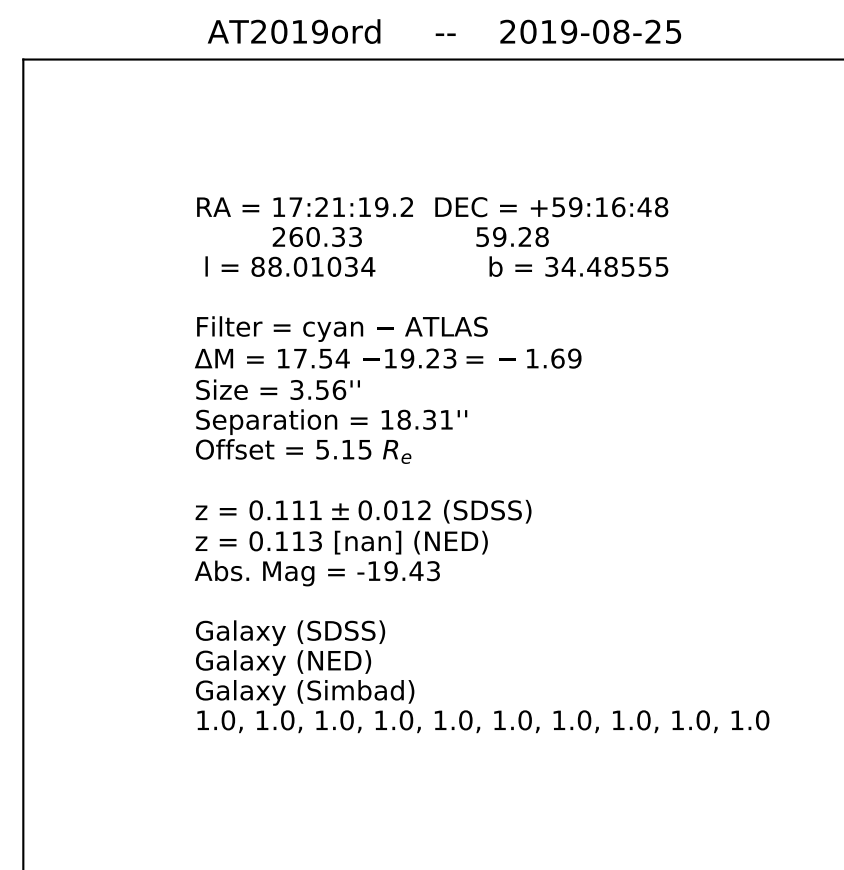 AT2019ord -- 2019-08-25
RA = 17:21:19.2 DEC = +59:16:48
260.33 59.28
l = 88.01034 b = 34.48555
Filter = cyan − ATLAS
ΔM = 17.54 −19.23 = − 1.69
Size = 3.56''
Separation = 18.31''
Offset = 5.15 Rₑ
z = 0.111 ± 0.012 (SDSS)
z = 0.113 [nan] (NED)
Abs. Mag = -19.43
Galaxy (SDSS)
Galaxy (NED)
Galaxy (Simbad)
1.0, 1.0, 1.0, 1.0, 1.0, 1.0, 1.0, 1.0, 1.0, 1.0